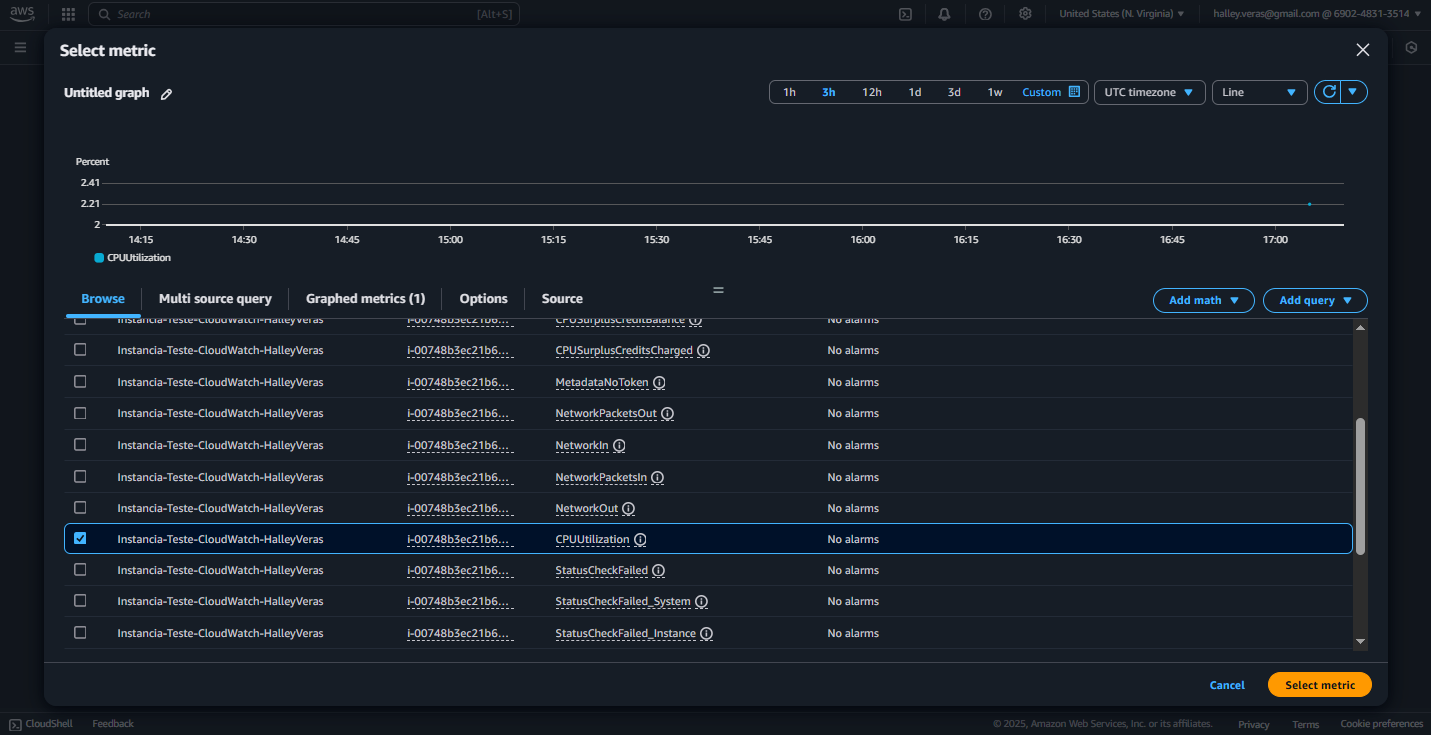 aws Search [Alt+S] United States (N. Virginia) halley.veras@gmail.com @ 6902-4831-3514
Select metric
Untitled graph 1h 3h 12h 1d 3d 1w Custom UTC timezone Line
Percent
2.41
2.21
2
14:15 14:30 14:45 15:00 15:15 15:30 15:45 16:00 16:15 16:30 16:45 17:00
CPUUtilization
Browse Multi source query Graphed metrics (1) Options Source Add math Add query
Instancia-Teste-CloudWatch-HalleyVeras i-00748b3ec21b6... CPUSurplusCreditBalance No alarms
Instancia-Teste-CloudWatch-HalleyVeras i-00748b3ec21b6... CPUSurplusCreditsCharged No alarms
Instancia-Teste-CloudWatch-HalleyVeras i-00748b3ec21b6... MetadataNoToken No alarms
Instancia-Teste-CloudWatch-HalleyVeras i-00748b3ec21b6... NetworkPacketsOut No alarms
Instancia-Teste-CloudWatch-HalleyVeras i-00748b3ec21b6... NetworkIn No alarms
Instancia-Teste-CloudWatch-HalleyVeras i-00748b3ec21b6... NetworkPacketsIn No alarms
Instancia-Teste-CloudWatch-HalleyVeras i-00748b3ec21b6... NetworkOut No alarms
Instancia-Teste-CloudWatch-HalleyVeras i-00748b3ec21b6... CPUUtilization No alarms
Instancia-Teste-CloudWatch-HalleyVeras i-00748b3ec21b6... StatusCheckFailed No alarms
Instancia-Teste-CloudWatch-HalleyVeras i-00748b3ec21b6... StatusCheckFailed_System No alarms
Instancia-Teste-CloudWatch-HalleyVeras i-00748b3ec21b6... StatusCheckFailed_Instance No alarms
Cancel Select metric
CloudShell Feedback © 2025, Amazon Web Services, Inc. or its affiliates. Privacy Terms Cookie preferences